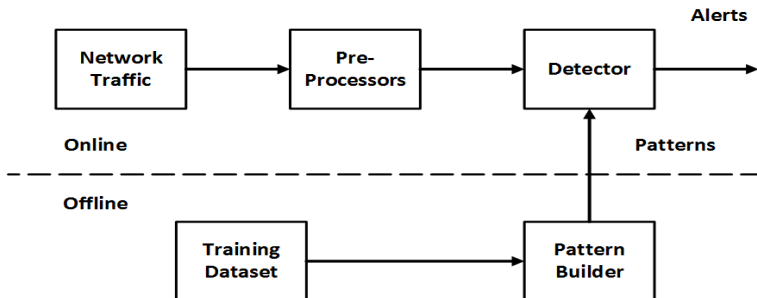 Alerts
Network
Traffic
Pre-
Processors
Detector
Online
Patterns
Offline
Training
Dataset
Pattern
Builder